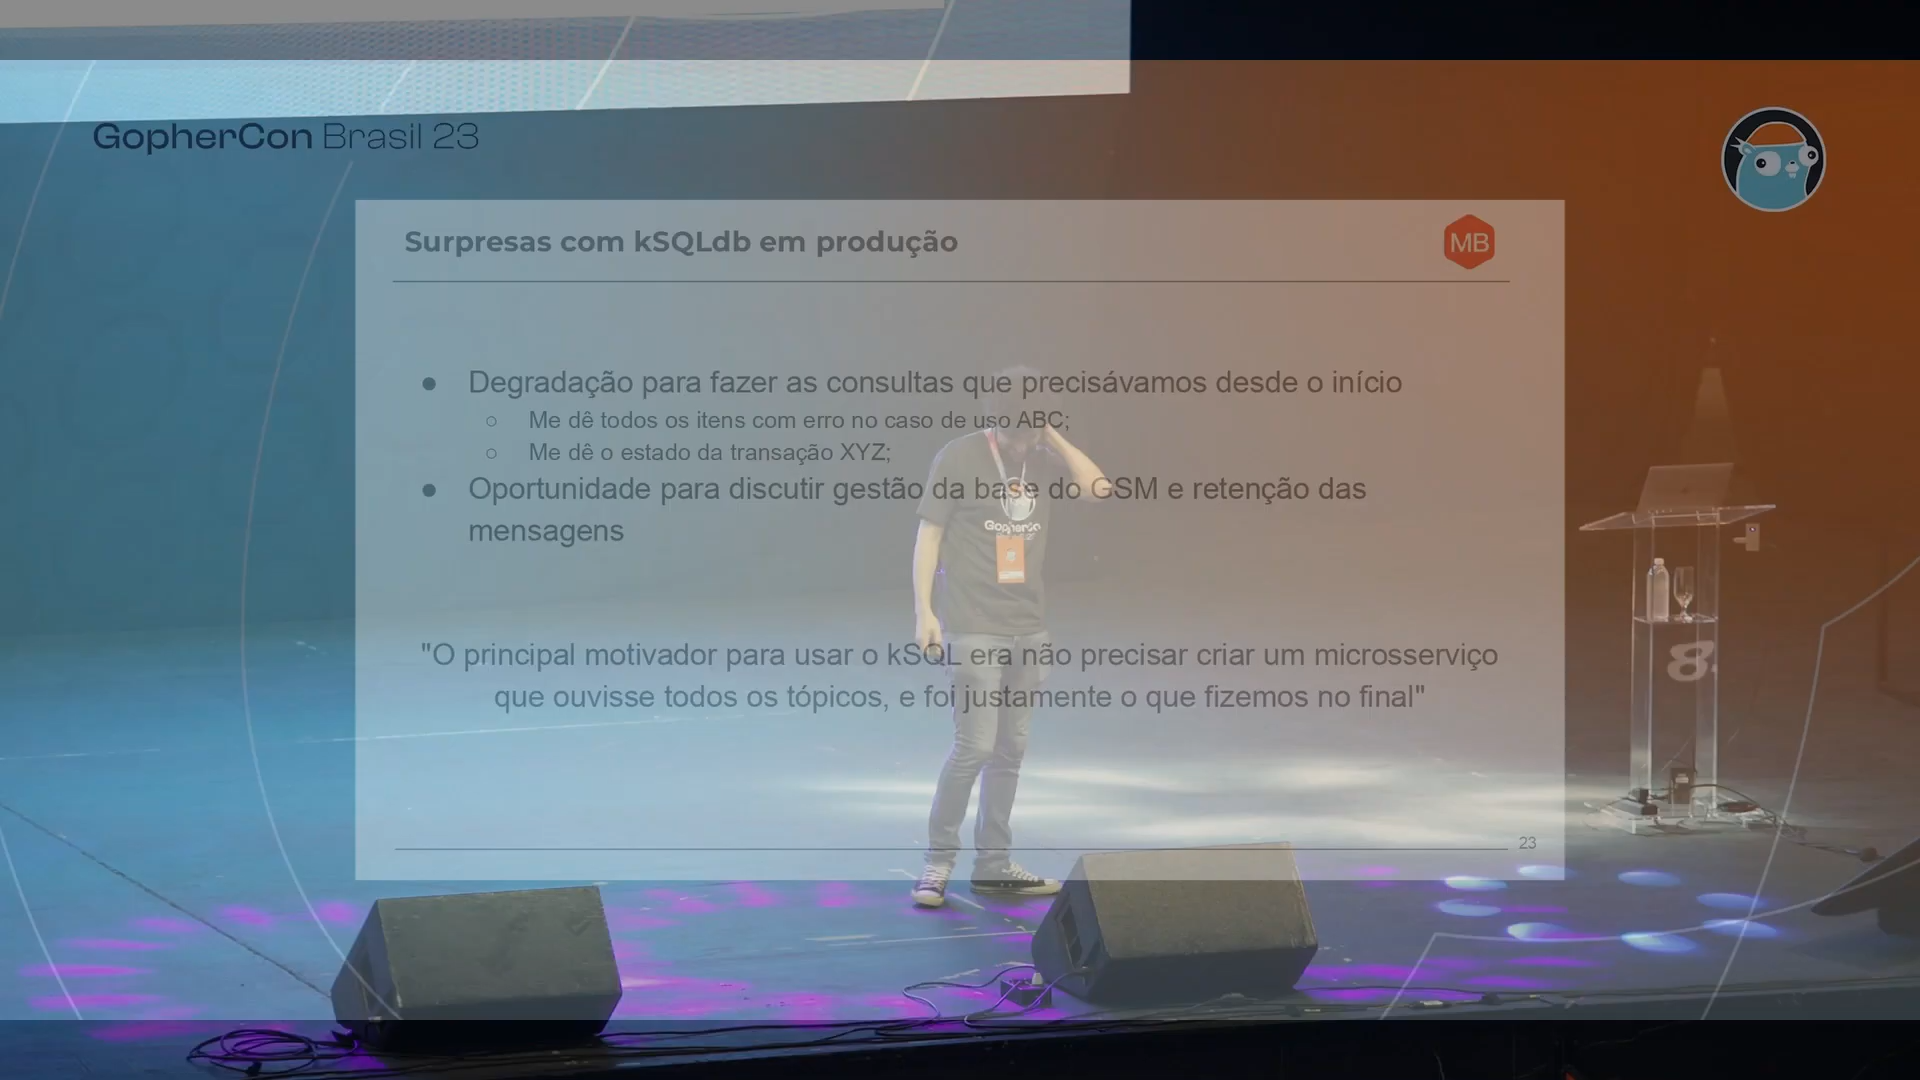 GopherCon Brasil 23
Surpresas com kSQLdb em produção
MB
● Degradação para fazer as consultas que precisávamos desde o início
○ Me dê todos os itens com erro no caso de uso ABC;
○ Me dê o estado da transação XYZ;
● Oportunidade para discutir gestão da base do GSM e retenção das
mensagens
GopherCo
"O principal motivador para usar o kSQL era não precisar criar um microsserviço
que ouvisse todos os tópicos, e foi justamente o que fizemos no final"
8.
23